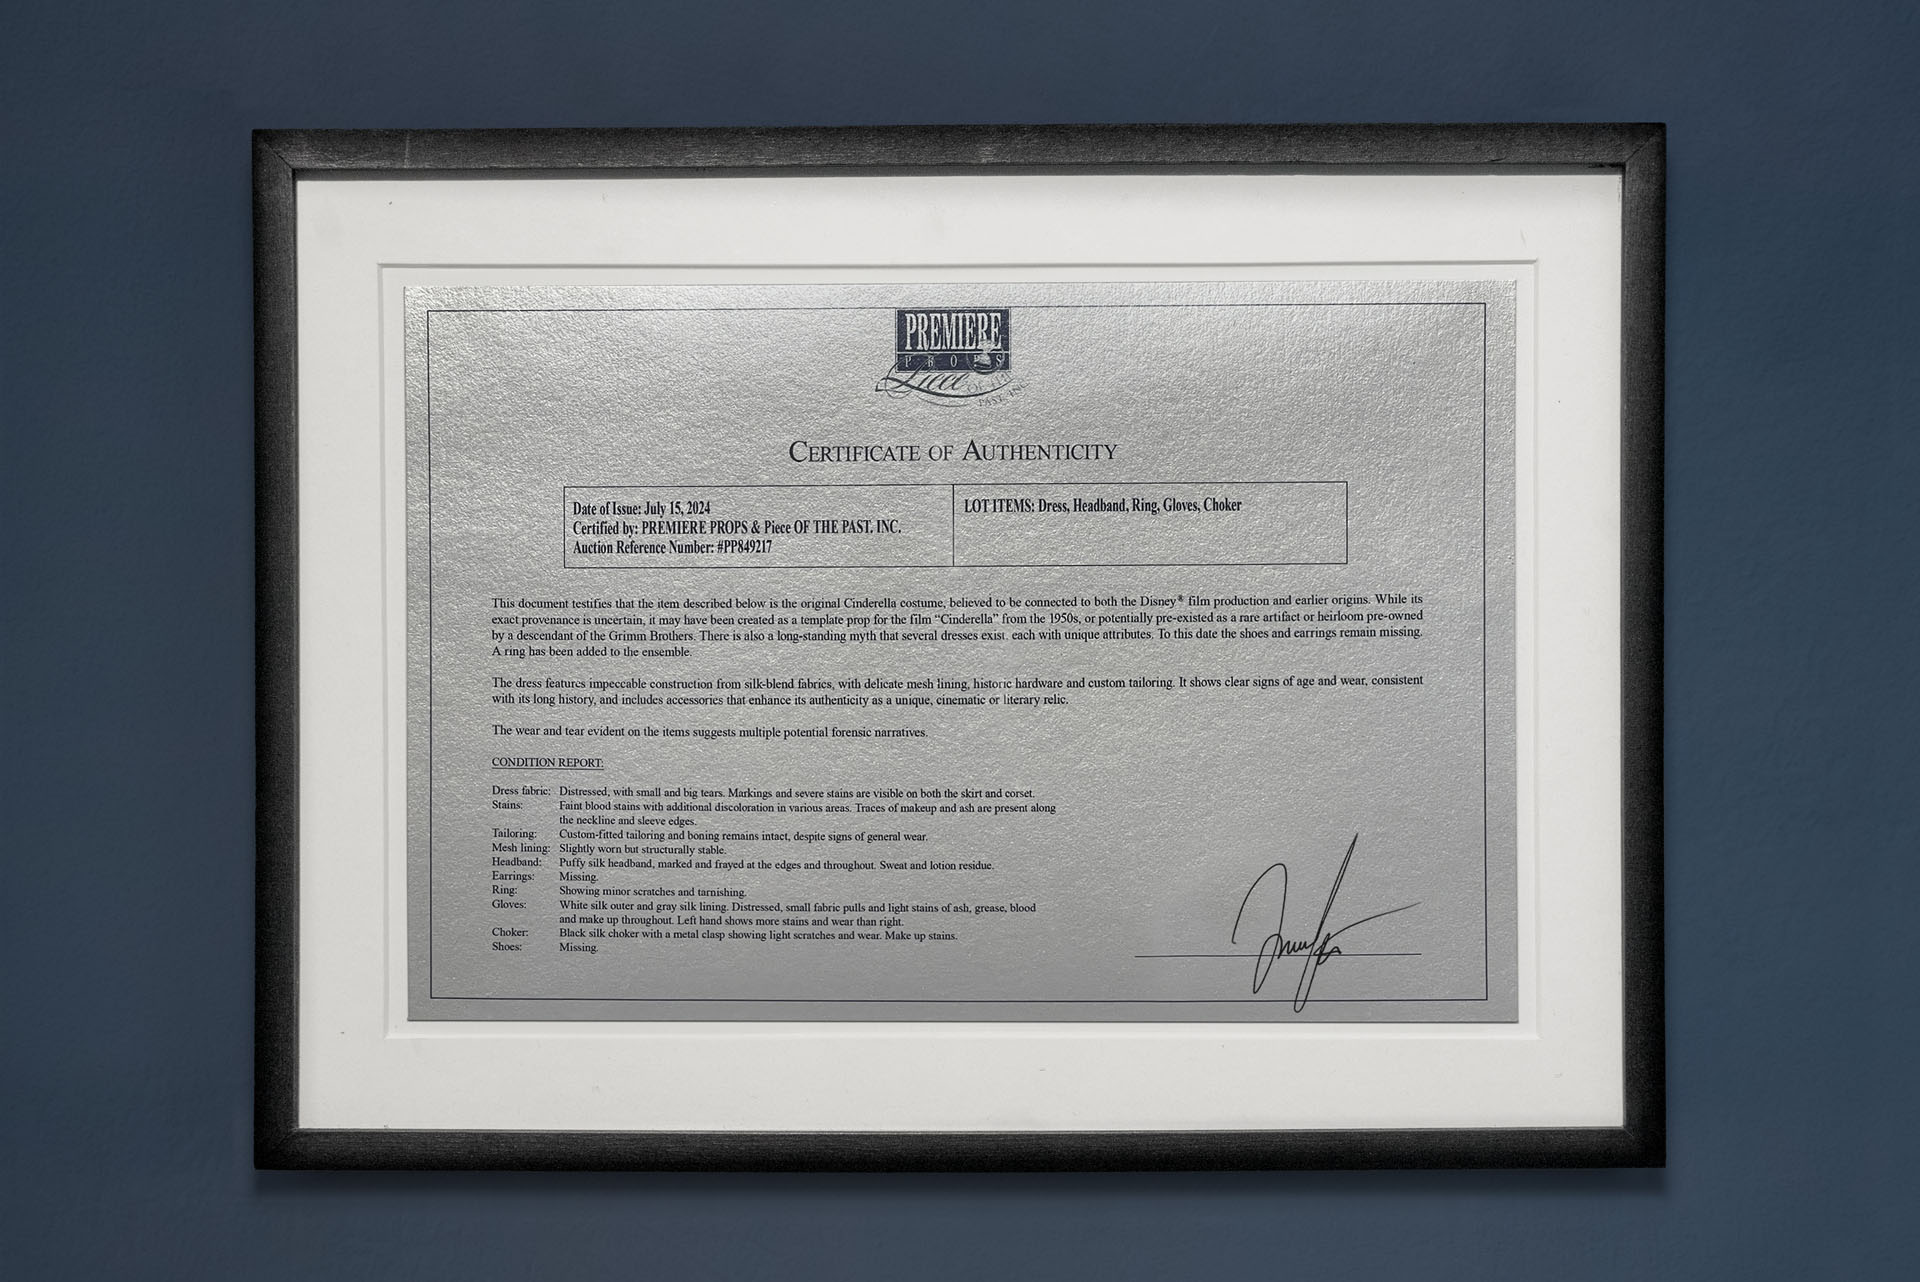 PREMIERE
PROPS
Piece OF THE
PAST, INC
CERTIFICATE OF AUTHENTICITY
Date of Issue: July 15, 2024
Certified by: PREMIERE PROPS & Piece OF THE PAST. INC.
Auction Reference Number: #PP849217
LOT ITEMS: Dress, Headband, Ring, Gloves, Choker
This document testifies that the item described below is the original Cinderella costume, believed to be connected to both the Disney® film production and earlier origins. While its
exact provenance is uncertain, it may have been created as a template prop for the film “Cinderella” from the 1950s, or potentially pre-existed as a rare artifact or heirloom pre-owned
by a descendant of the Grimm Brothers. There is also a long-standing myth that several dresses exist, each with unique attributes. To this date the shoes and earrings remain missing.
A ring has been added to the ensemble.
The dress features impeccable construction from silk-blend fabrics, with delicate mesh lining, historic hardware and custom tailoring. It shows clear signs of age and wear, consistent
with its long history, and includes accessories that enhance its authenticity as a unique, cinematic or literary relic.
The wear and tear evident on the items suggests multiple potential forensic narratives.
CONDITION REPORT:
Dress fabric: Distressed, with small and big tears. Markings and severe stains are visible on both the skirt and corset.
Stains: Faint blood stains with additional discoloration in various areas. Traces of makeup and ash are present along
the neckline and sleeve edges.
Tailoring: Custom-fitted tailoring and boning remains intact, despite signs of general wear.
Mesh lining: Slightly worn but structurally stable.
Headband: Puffy silk headband, marked and frayed at the edges and throughout. Sweat and lotion residue.
Earrings: Missing.
Ring: Showing minor scratches and tarnishing.
Gloves: White silk outer and gray silk lining. Distressed, small fabric pulls and light stains of ash, grease, blood
and make up throughout. Left hand shows more stains and wear than right.
Choker: Black silk choker with a metal clasp showing light scratches and wear. Make up stains.
Shoes: Missing.